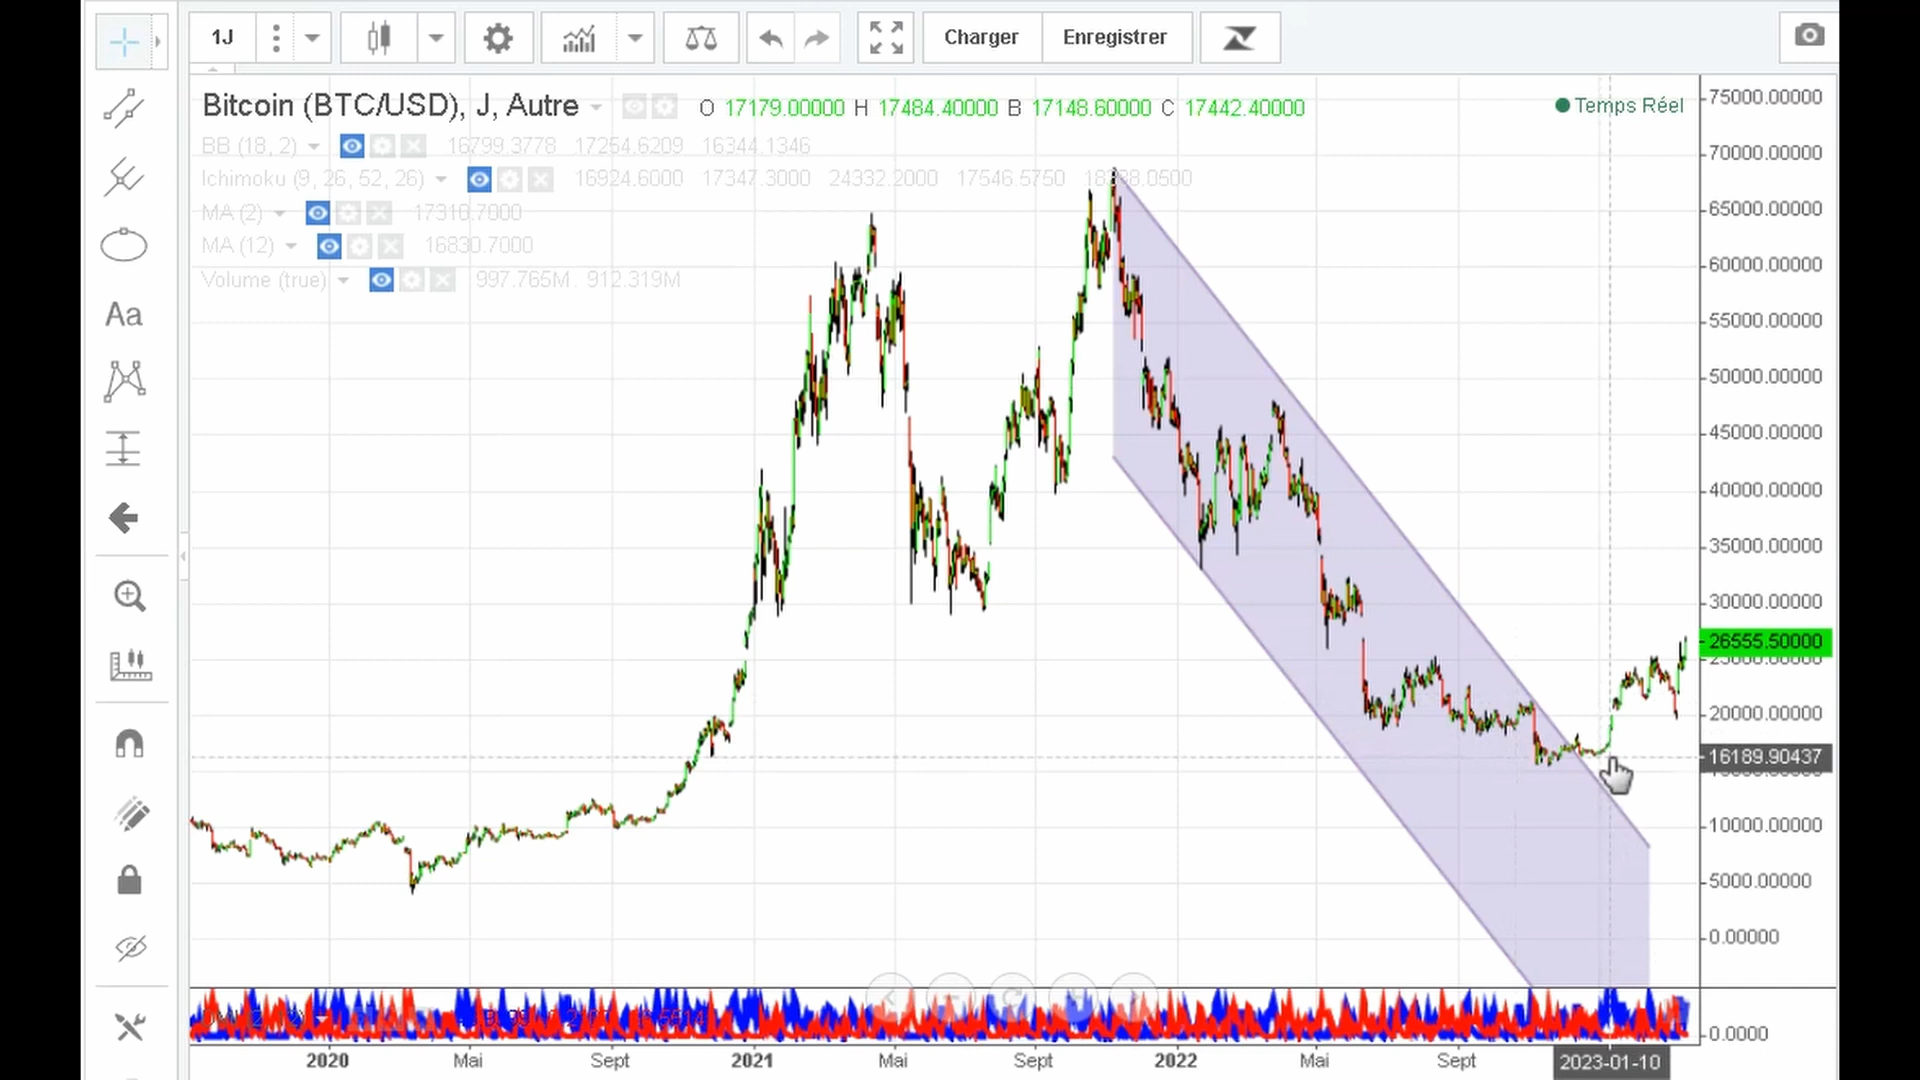 1J Charger Enregistrer
Bitcoin (BTC/USD), J, Autre O 17179.00000 H 17484.40000 B 17148.60000 C 17442.40000 Temps Réel
BB (18, 2) 16799.3778 17254.6209 16344.1346
Ichimoku (9, 26, 52, 26) 16924.6000 17347.3000 24332.2000 17546.5750
MA (2) 17310.7000
MA (12) 16830.7000
Volume (true) 997.765M 912.319M
Aa
75000.00000
70000.00000
65000.00000
60000.00000
55000.00000
50000.00000
45000.00000
40000.00000
35000.00000
30000.00000
26555.50000
25000.00000
20000.00000
16189.90437
10000.00000
5000.00000
0.00000
0.0000
2020 Mai Sept 2021 Mai Sept 2022 Mai Sept 2023-01-10